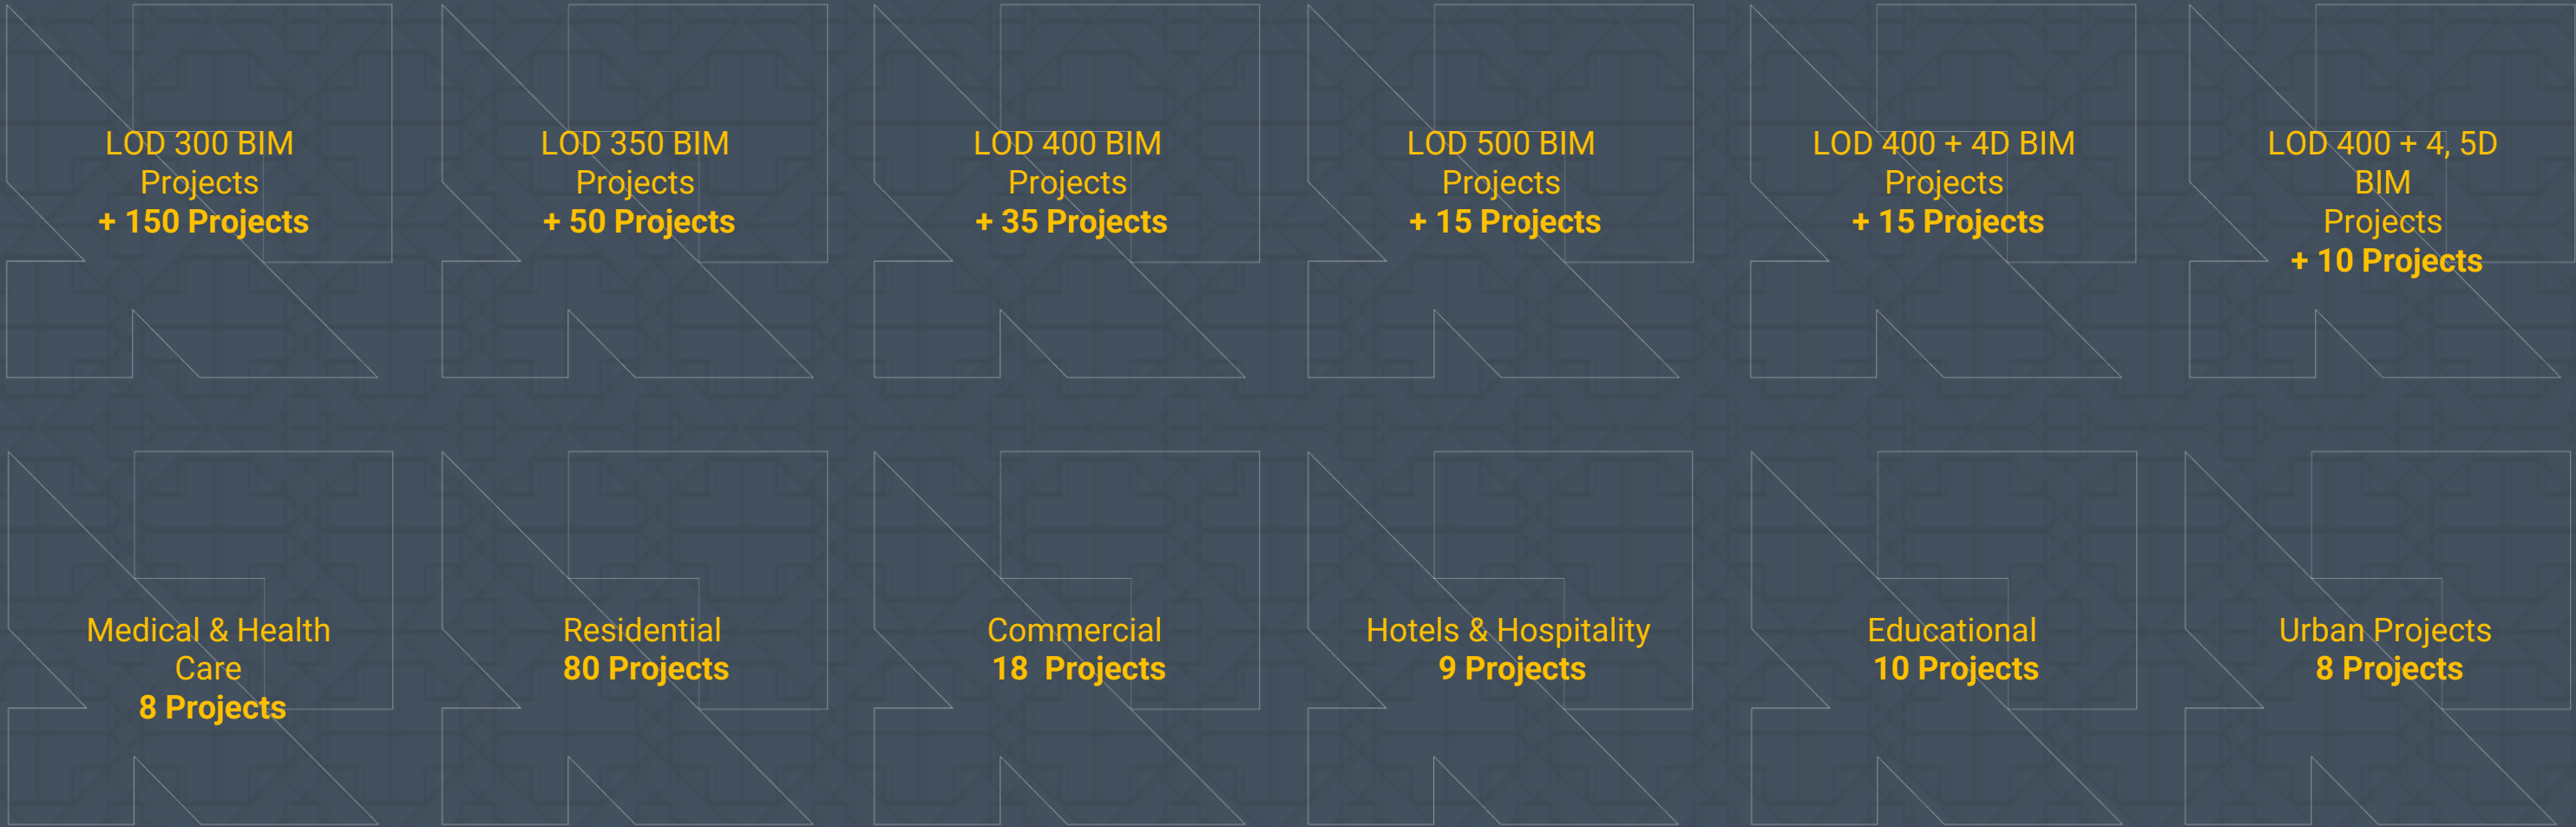 LOD 300 BIM
Projects
+ 150 Projects
LOD 350 BIM
Projects
+ 50 Projects
LOD 400 BIM
Projects
+ 35 Projects
LOD 500 BIM
Projects
+ 15 Projects
LOD 400 + 4D BIM
Projects
+ 15 Projects
LOD 400 + 4, 5D
BIM
Projects
+ 10 Projects
Medical & Health
Care
8 Projects
Residential
80 Projects
Commercial
18  Projects
Hotels & Hospitality
9 Projects
Educational
10 Projects
Urban Projects
8 Projects